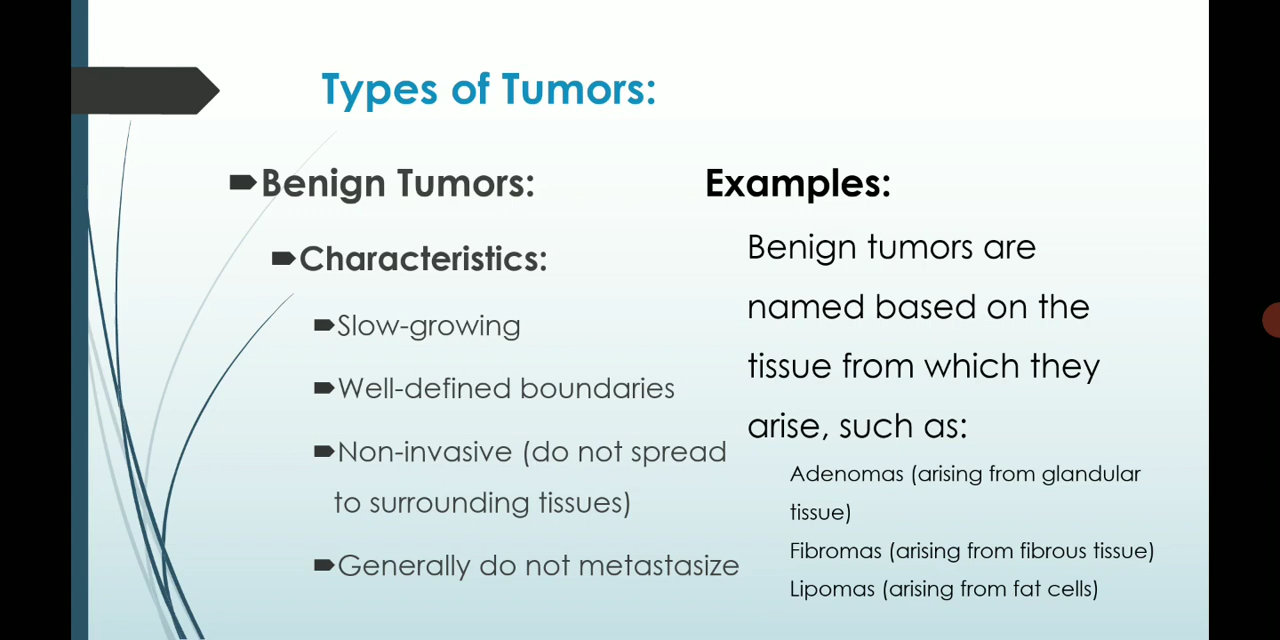 Types of Tumors:
Benign Tumors:
Characteristics:
Slow-growing
Well-defined boundaries
Non-invasive (do not spread
to surrounding tissues)
Generally do not metastasize
Examples:
Benign tumors are
named based on the
tissue from which they
arise, such as:
Adenomas (arising from glandular
tissue)
Fibromas (arising from fibrous tissue)
Lipomas (arising from fat cells)